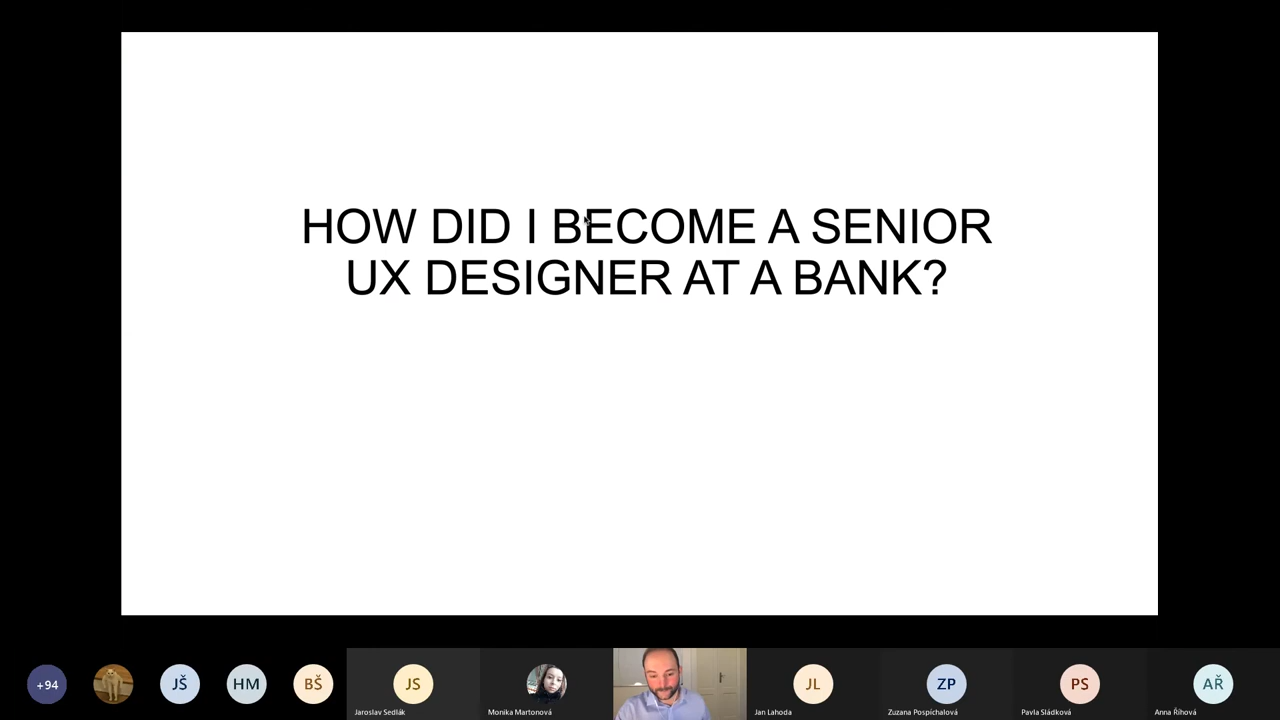 HOW DID I BECOME A SENIOR
UX DESIGNER AT A BANK?
+94
JŠ
HM
BŠ
JS
JL
ZP
PS
AŘ
Jaroslav Sedlák
Monika Martonová
Jan Lahoda
Zuzana Pospíchalová
Pavla Sládková
Anna Říhová